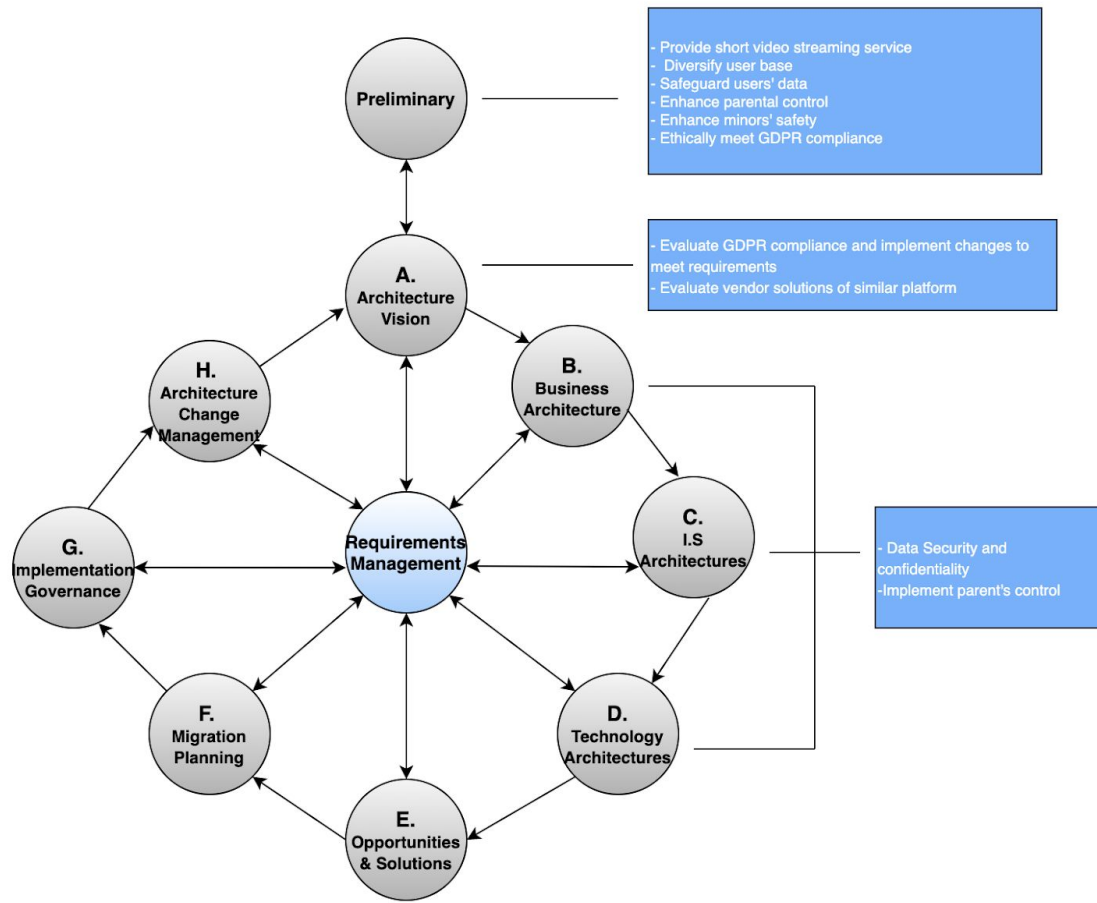 Preliminary
- Provide short video streaming service
- Diversify user base
- Safeguard users' data
- Enhance parental control
- Enhance minors' safety
- Ethically meet GDPR compliance
A.
Architecture
Vision
- Evaluate GDPR compliance and implement changes to
meet requirements
- Evaluate vendor solutions of similar platform
B.
Business
Architecture
H.
Architecture
Change
Management
C.
I.S
Architectures
- Data Security and
confidentiality
-Implement parent's control
Requirements
Management
G.
Implementation
Governance
D.
Technology
Architectures
F.
Migration
Planning
E.
Opportunities
& Solutions